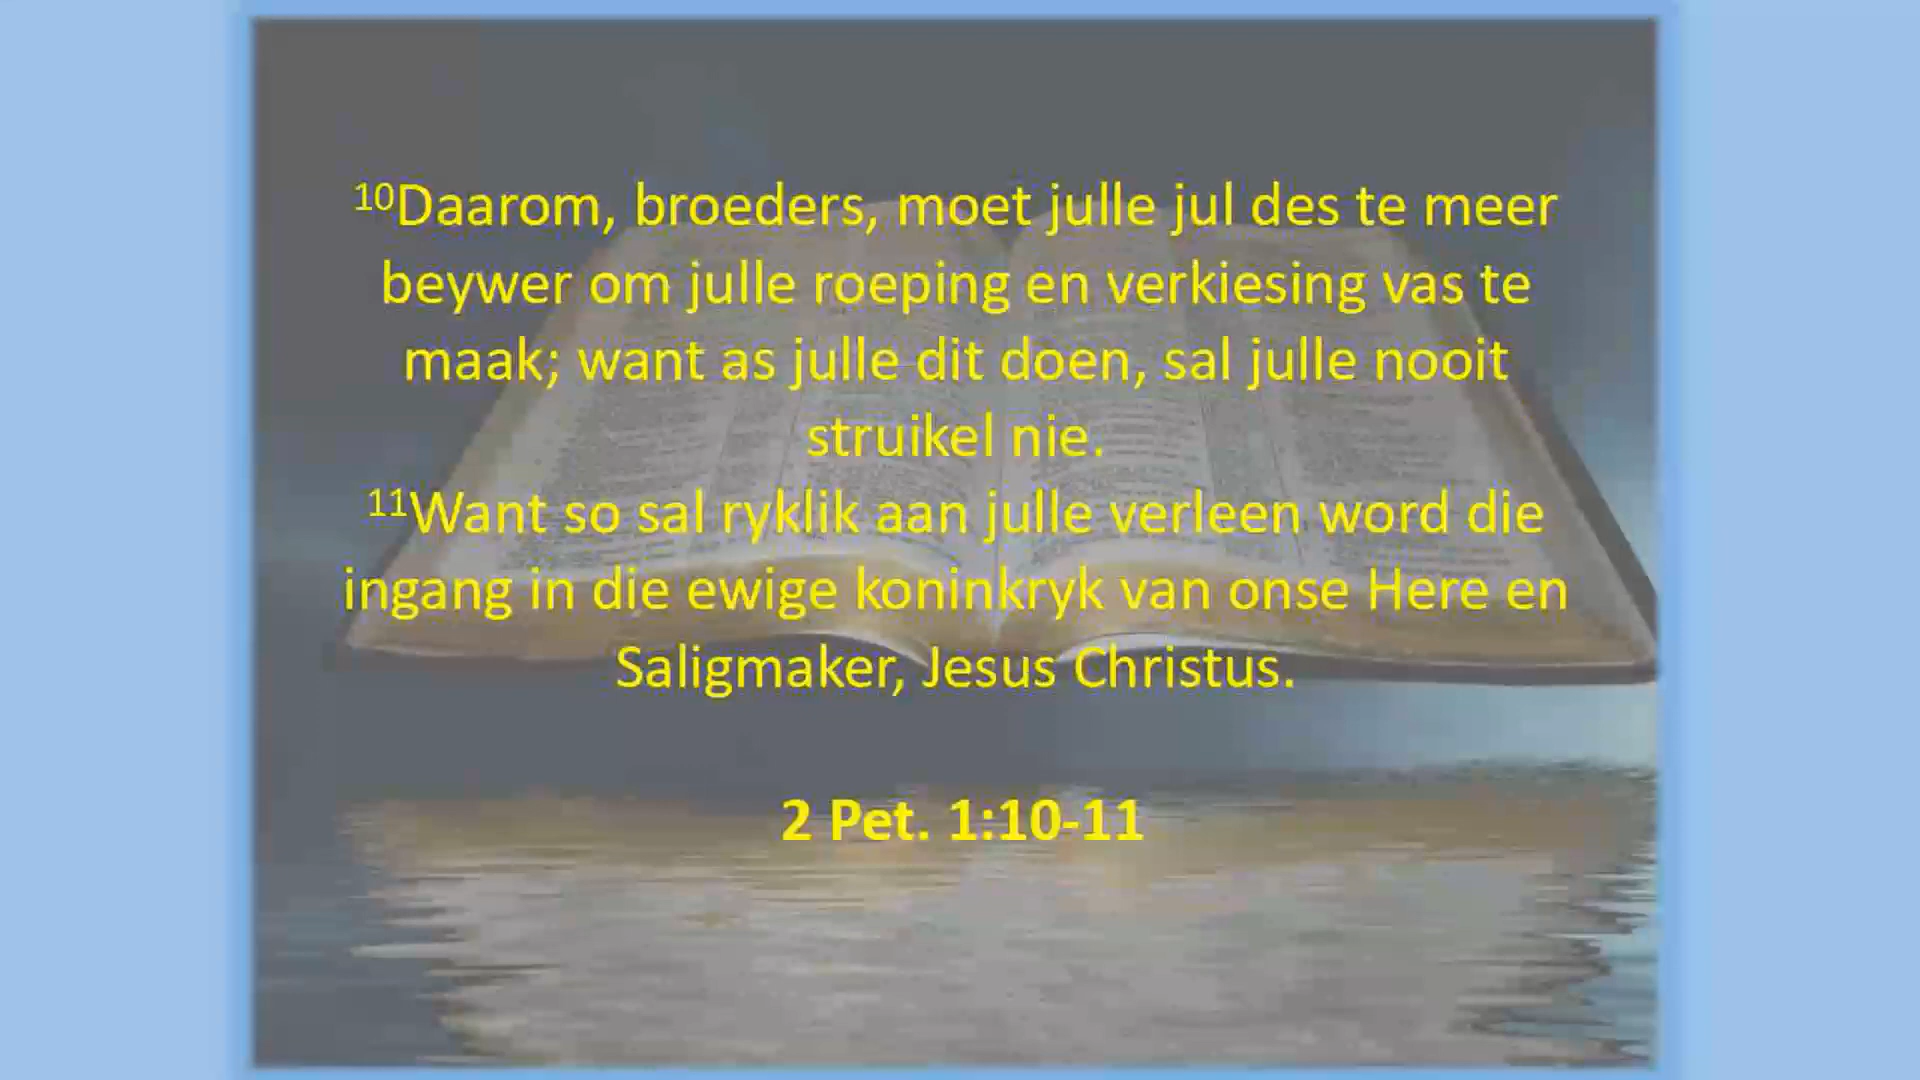 ¹⁰Daarom, broeders, moet julle jul des te meer
beywer om julle roeping en verkiesing vas te
maak; want as julle dit doen, sal julle nooit
struikel nie.
¹¹Want so sal ryklik aan julle verleen word die
ingang in die ewige koninkryk van onse Here en
Saligmaker, Jesus Christus.
2 Pet. 1:10-11